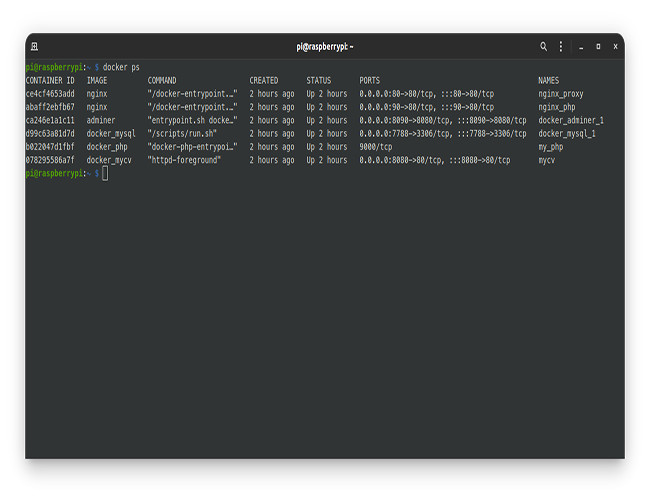 pi@raspberrypi: ~
pi@raspberrypi:~ $ docker ps
CONTAINER ID IMAGE COMMAND CREATED STATUS PORTS NAMES
ce4cf4653add nginx "/docker-entrypoint.…" 2 hours ago Up 2 hours 0.0.0.0:80->80/tcp, :::80->80/tcp nginx_proxy
abaff2ebfb67 nginx "/docker-entrypoint.…" 2 hours ago Up 2 hours 0.0.0.0:90->80/tcp, :::90->80/tcp nginx_php
ca246e1a1c11 adminer "entrypoint.sh docke…" 2 hours ago Up 2 hours 0.0.0.0:8090->8080/tcp, :::8090->8080/tcp docker_adminer_1
d99c63a81d7d docker_mysql "/scripts/run.sh" 2 hours ago Up 2 hours 0.0.0.0:7788->3306/tcp, :::7788->3306/tcp docker_mysql_1
b022047d1fbf docker_php "docker-php-entrypoi…" 2 hours ago Up 2 hours 9000/tcp my_php
078295586a7f docker_mycv "httpd-foreground" 2 hours ago Up 2 hours 0.0.0.0:8080->80/tcp, :::8080->80/tcp mycv
pi@raspberrypi:~ $